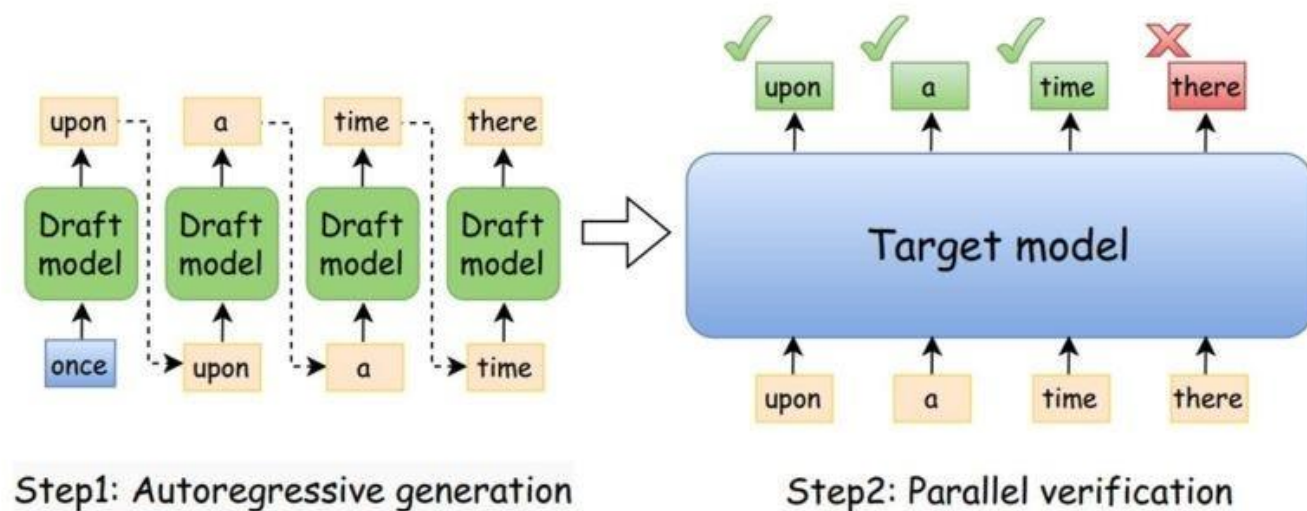 upon a time there
Draft model Draft model Draft model Draft model
once upon a time
Step1: Autoregressive generation
upon a time there
Target model
upon a time there
Step2: Parallel verification